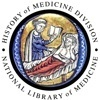 HISTORY OF MEDICINE DIVISION
NATIONAL LIBRARY of MEDICINE